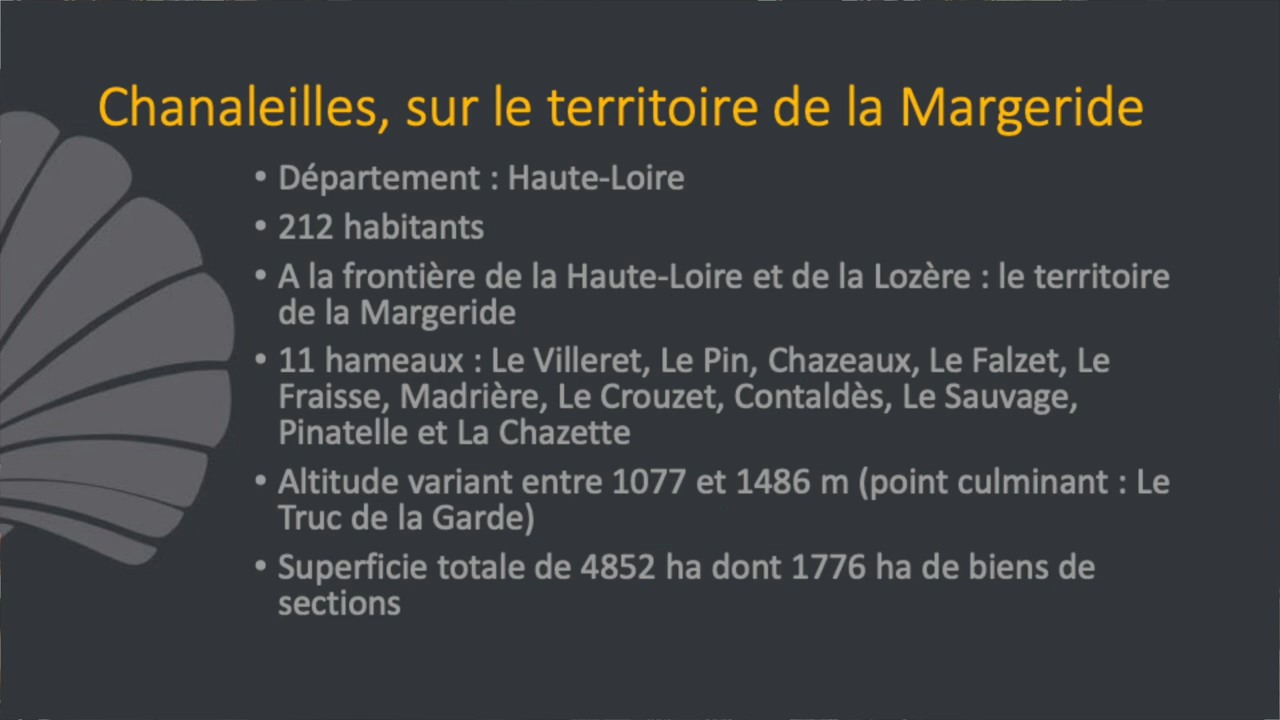 Chanaleilles, sur le territoire de la Margeride
• Département : Haute-Loire
• 212 habitants
• A la frontière de la Haute-Loire et de la Lozère : le territoire
de la Margeride
• 11 hameaux : Le Villeret, Le Pin, Chazeaux, Le Falzet, Le
Fraisse, Madrière, Le Crouzet, Contaldès, Le Sauvage,
Pinatelle et La Chazette
• Altitude variant entre 1077 et 1486 m (point culminant : Le
Truc de la Garde)
• Superficie totale de 4852 ha dont 1776 ha de biens de
sections